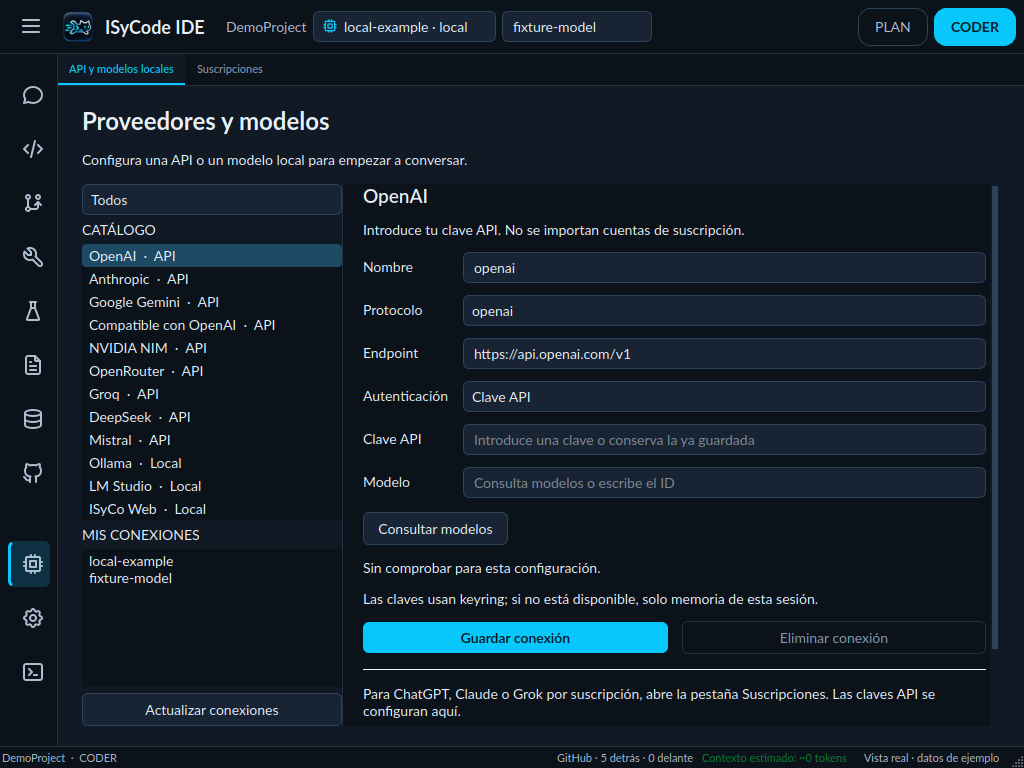 ISyCode IDE
DemoProject
local-example · local
fixture-model
PLAN
CODER
API y modelos locales
Suscripciones
Proveedores y modelos
Configura una API o un modelo local para empezar a conversar.
Todos
CATÁLOGO
OpenAI · API
Anthropic · API
Google Gemini · API
Compatible con OpenAI · API
NVIDIA NIM · API
OpenRouter · API
Groq · API
DeepSeek · API
Mistral · API
Ollama · Local
LM Studio · Local
ISyCo Web · Local
MIS CONEXIONES
local-example
fixture-model
Actualizar conexiones
OpenAI
Introduce tu clave API. No se importan cuentas de suscripción.
Nombre
openai
Protocolo
openai
Endpoint
https://api.openai.com/v1
Autenticación
Clave API
Clave API
Introduce una clave o conserva la ya guardada
Modelo
Consulta modelos o escribe el ID
Consultar modelos
Sin comprobar para esta configuración.
Las claves usan keyring; si no está disponible, solo memoria de esta sesión.
Guardar conexión
Eliminar conexión
Para ChatGPT, Claude o Grok por suscripción, abre la pestaña Suscripciones. Las claves API se
configuran aquí.
DemoProject · CODER
GitHub · 5 detrás · 0 delante
Contexto estimado: ~0 tokens
Vista real · datos de ejemplo